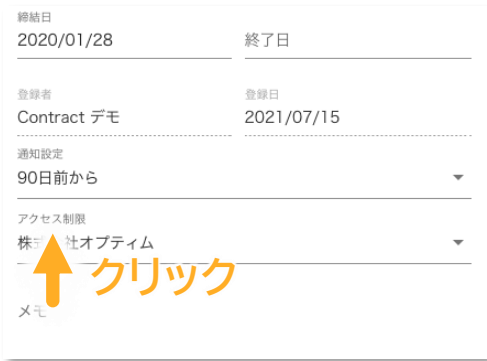 締結日
2020/01/28
終了日
登録者
Contract デモ
登録日
2021/07/15
通知設定
90日前から
アクセス制限
株式会社オプティム
クリック
メモ